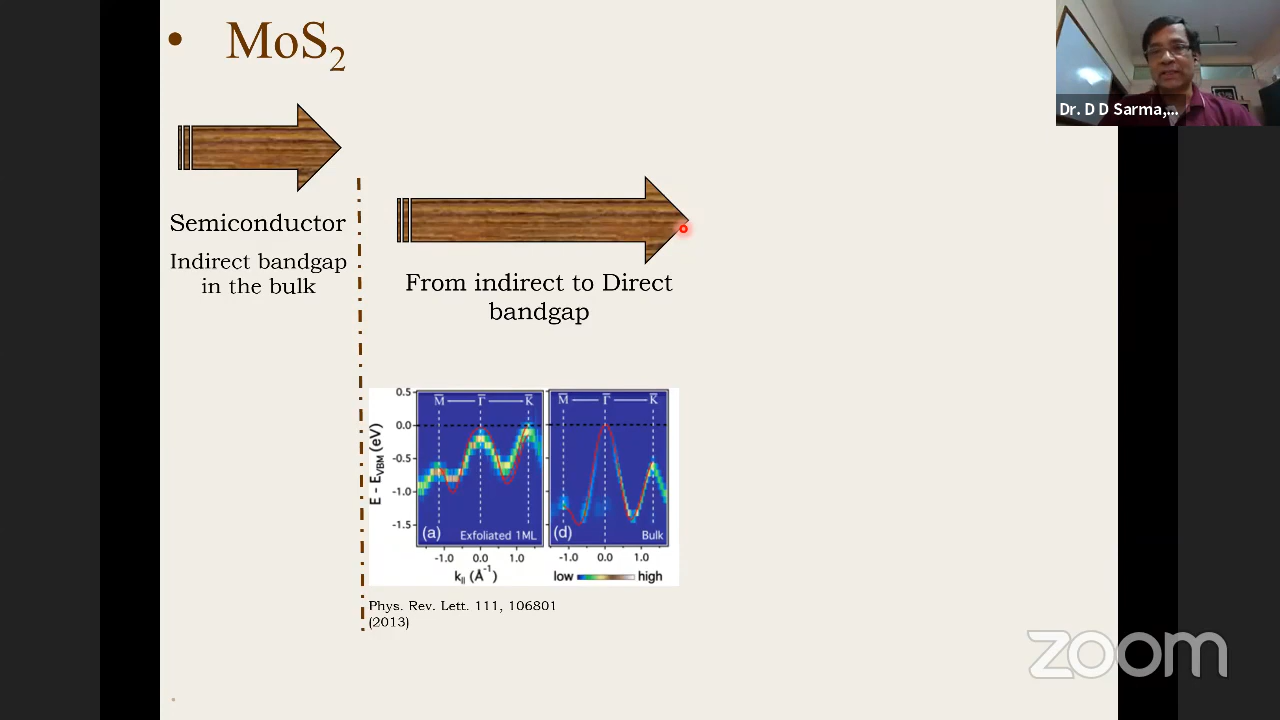 • MoS2
Dr. D D Sarma,...
Semiconductor
Indirect bandgap
in the bulk
From indirect to Direct
bandgap
0.5
0.0
-0.5
-1.0
-1.5
E - EVBM (eV)
M Γ K
(a) Exfoliated 1ML
-1.0 0.0 1.0
k|| (Å-1)
M Γ K
(d) Bulk
-1.0 0.0 1.0
low high
Phys. Rev. Lett. 111, 106801
(2013)
zoom